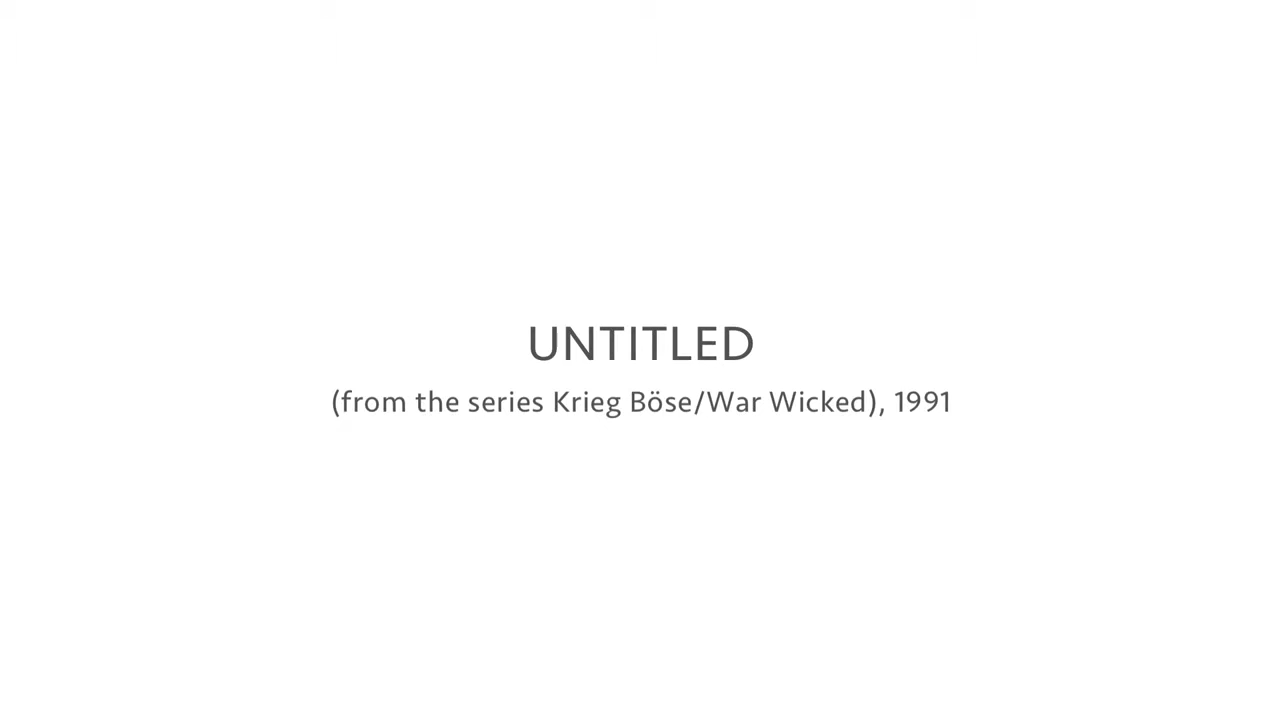 UNTITLED
(from the series Krieg Böse/War Wicked), 1991